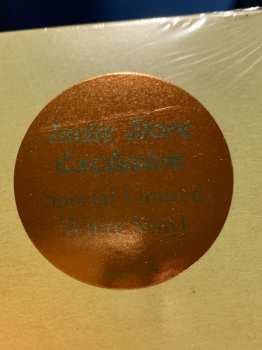 Indie Store
Exclusive
Special Limited
White Vinyl